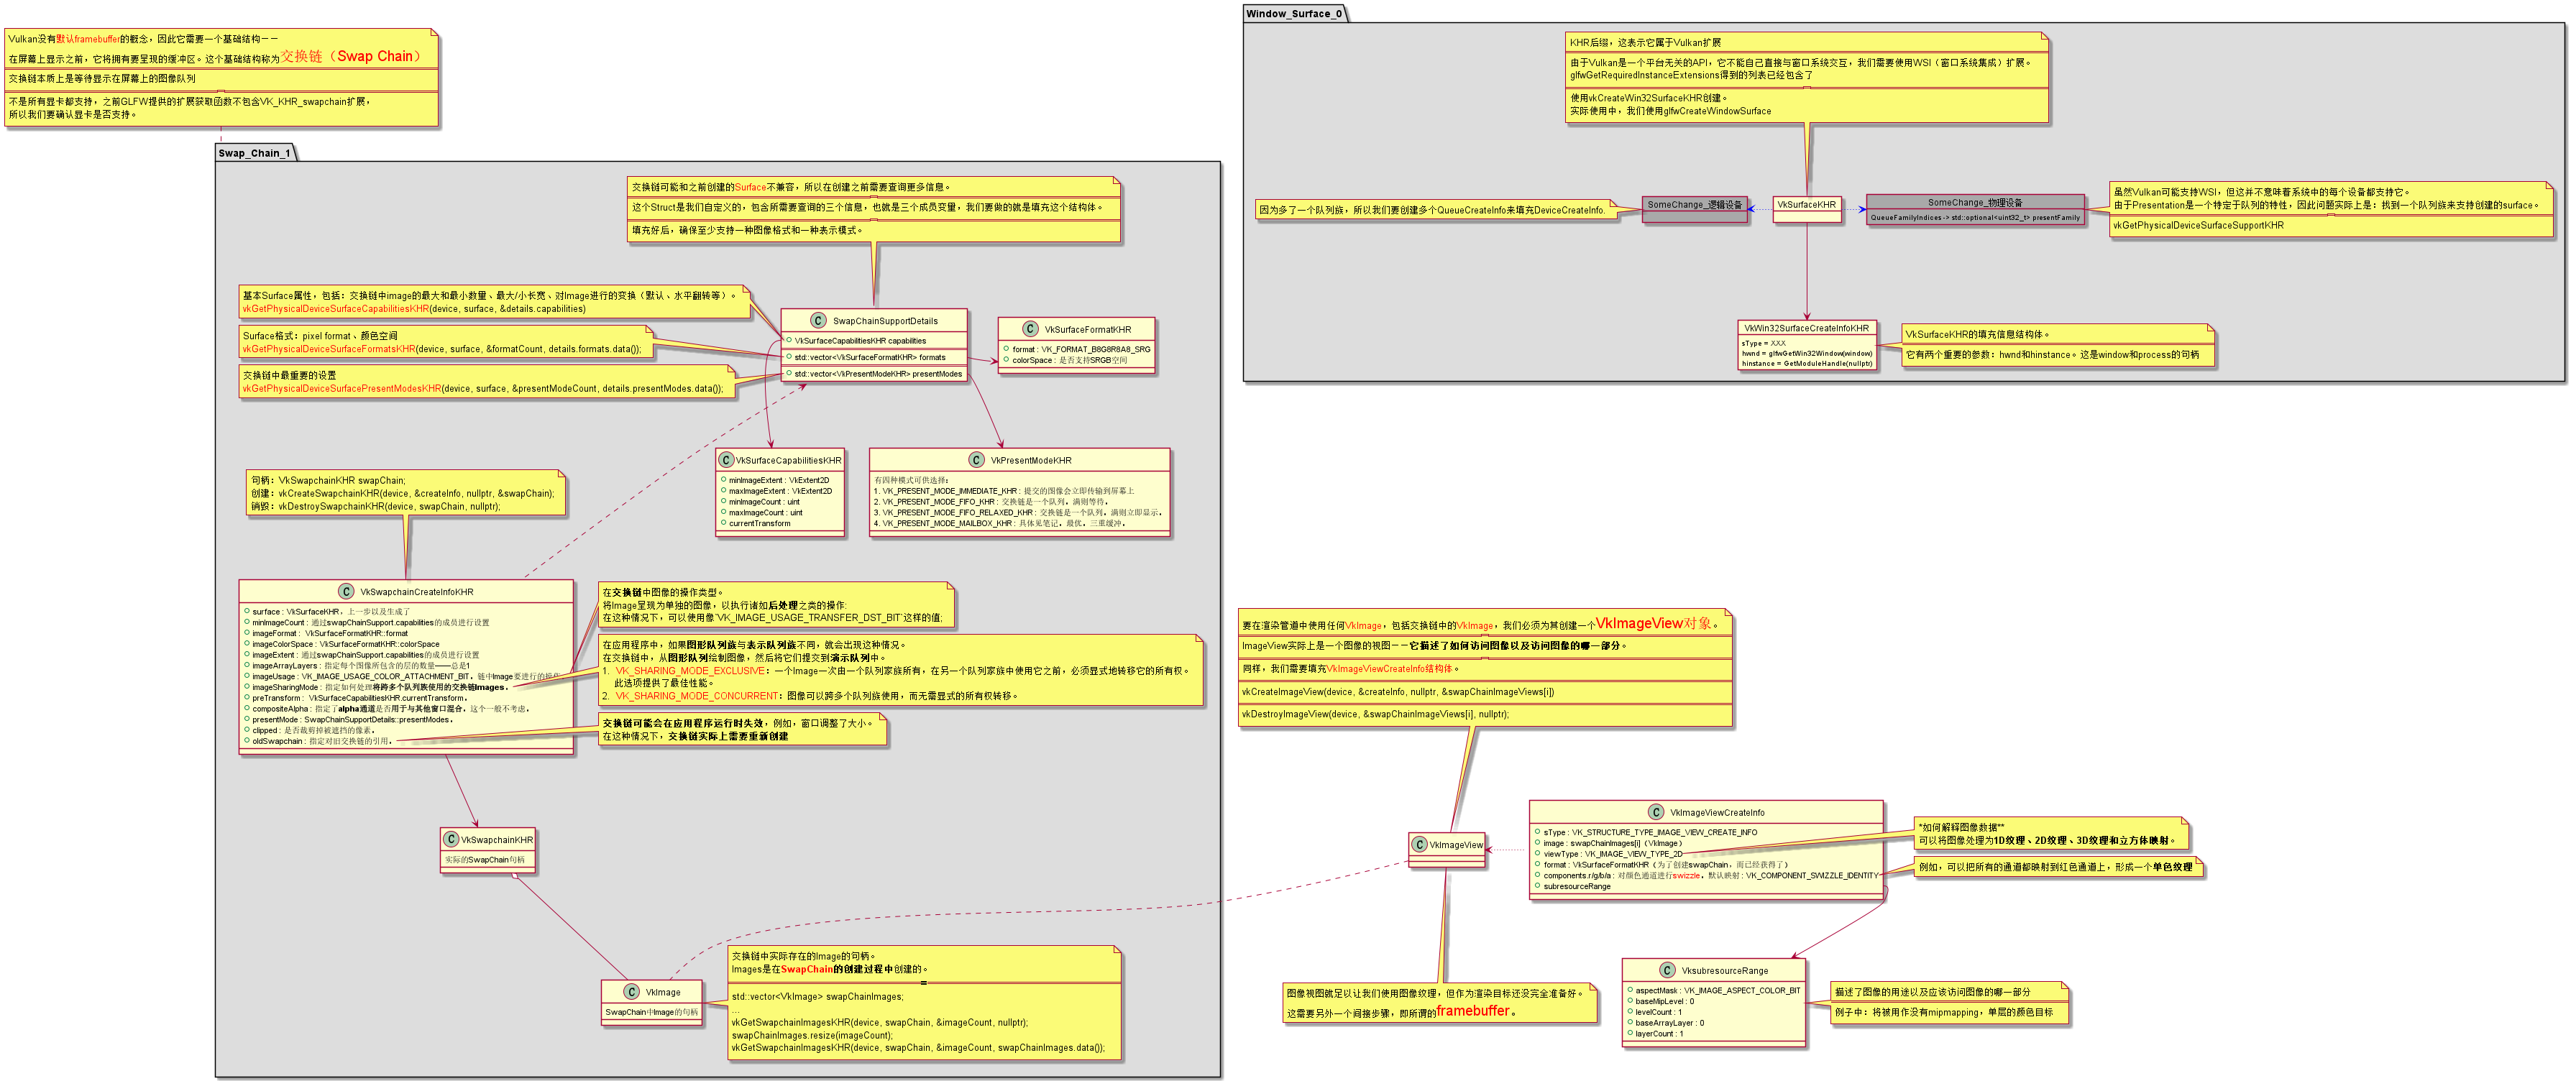 Vulkan没有默认framebuffer的概念，因此它需要一个基础结构——
在屏幕上显示之前，它将拥有要呈现的缓冲区。这个基础结构称为交换链（Swap Chain）
交换链本质上是等待显示在屏幕上的图像队列
不是所有显卡都支持，之前GLFW提供的扩展获取函数不包含VK_KHR_swapchain扩展，
所以我们要确认显卡是否支持。
Swap_Chain_1
交换链可能和之前创建的Surface不兼容，所以在创建之前需要查询更多信息。
这个Struct是我们自定义的，包含所需要查询的三个信息，也就是三个成员变量，我们要做的就是填充这个结构体。
填充好后，确保至少支持一种图像格式和一种表示模式。
基本Surface属性，包括：交换链中image的最大和最小数量、最大/小长宽、对Image进行的变换（默认、水平翻转等）。
vkGetPhysicalDeviceSurfaceCapabilitiesKHR(device, surface, &details.capabilities)
Surface格式：pixel format、颜色空间
vkGetPhysicalDeviceSurfaceFormatsKHR(device, surface, &formatCount, details.formats.data());
交换链中最重要的设置
vkGetPhysicalDeviceSurfacePresentModesKHR(device, surface, &presentModeCount, details.presentModes.data());
C SwapChainSupportDetails
VkSurfaceCapabilitiesKHR capabilities
std::vector<VkSurfaceFormatKHR> formats
std::vector<VkPresentModeKHR> presentModes
C VkSurfaceFormatKHR
format : VK_FORMAT_B8G8R8A8_SRG
colorSpace : 是否支持SRGB空间
C VkSurfaceCapabilitiesKHR
minImageExtent : VkExtent2D
maxImageExtent : VkExtent2D
minImageCount : uint
maxImageCount : uint
currentTransform
C VkPresentModeKHR
有四种模式可供选择：
1. VK_PRESENT_MODE_IMMEDIATE_KHR : 提交的图像会立即传输到屏幕上
2. VK_PRESENT_MODE_FIFO_KHR : 交换链是一个队列，满则等待，
3. VK_PRESENT_MODE_FIFO_RELAXED_KHR : 交换链是一个队列，满则立即显示，
4. VK_PRESENT_MODE_MAILBOX_KHR : 具体见笔记，最优，三重缓冲，
句柄：VkSwapchainKHR swapChain;
创建：vkCreateSwapchainKHR(device, &createInfo, nullptr, &swapChain);
销毁：vkDestroySwapchainKHR(device, swapChain, nullptr);
C VkSwapchainCreateInfoKHR
surface : VkSurfaceKHR，上一步以及生成了
minImageCount : 通过swapChainSupport.capabilities的成员进行设置
imageFormat : VkSurfaceFormatKHR::format
imageColorSpace : VkSurfaceFormatKHR::colorSpace
imageExtent : 通过swapChainSupport.capabilities的成员进行设置
imageArrayLayers : 指定每个图像所包含的层的数量——总是1
imageUsage : VK_IMAGE_USAGE_COLOR_ATTACHMENT_BIT，链中Image要进行的
imageSharingMode : 指定如何处理将跨多个队列族使用的交换链images，
preTransform : VkSurfaceCapabilitiesKHR.currentTransform，
compositeAlpha : 指定了alpha通道是否用于与其他窗口混合，这个一般不考虑，
presentMode : SwapChainSupportDetails::presentModes，
clipped : 是否裁剪掉被遮挡的像素，
oldSwapchain : 指定对旧交换链的引用，
在交换链中图像的操作类型。
将Image呈现为单独的图像，以执行诸如后处理之类的操作:
在这种情况下，可以使用像`VK_IMAGE_USAGE_TRANSFER_DST_BIT`这样的值;
在应用程序中，如果图形队列族与表示队列族不同，就会出现这种情况。
在交换链中，从图形队列绘制图像，然后将它们提交到演示队列中。
1. VK_SHARING_MODE_EXCLUSIVE：一个Image一次由一个队列家族所有，在另一个队列家族中使用它之前，必须显式地转移它的所有权。
此选项提供了最佳性能。
2. VK_SHARING_MODE_CONCURRENT：图像可以跨多个队列族使用，而无需显式的所有权转移。
交换链可能会在应用程序运行时失效，例如，窗口调整了大小。
在这种情况下，交换链实际上需要重新创建
C VkSwapchainKHR
实际的SwapChain句柄
C VkImage
SwapChain中Image的句柄
交换链中实际存在的Image的句柄。
Images是在SwapChain的创建过程中创建的。
std::vector<VkImage> swapChainImages;
...
vkGetSwapchainImagesKHR(device, swapChain, &imageCount, nullptr);
swapChainImages.resize(imageCount);
vkGetSwapchainImagesKHR(device, swapChain, &imageCount, swapChainImages.data());
Window_Surface_0
KHR后缀，这表示它属于Vulkan扩展
由于Vulkan是一个平台无关的API，它不能自己直接与窗口系统交互，我们需要使用WSI（窗口系统集成）扩展。
glfwGetRequiredInstanceExtensions得到的列表已经包含了
使用vkCreateWin32SurfaceKHR创建。
实际使用中，我们使用glfwCreateWindowSurface
因为多了一个队列族，所以我们要创建多个QueueCreateInfo来填充DeviceCreateInfo.
SomeChange_逻辑设备
VkSurfaceKHR
SomeChange_物理设备
QueueFamilyIndices -> std::optional<uint32_t> presentFamily
虽然Vulkan可能支持WSI，但这并不意味着系统中的每个设备都支持它。
由于Presentation是一个特定于队列的特性，因此问题实际上是：找到一个队列族来支持创建的surface。
vkGetPhysicalDeviceSurfaceSupportKHR
VkWin32SurfaceCreateInfoKHR
sType = XXX
hwnd = glfwGetWin32Window(window)
hinstance = GetModuleHandle(nullptr)
VkSurfaceKHR的填充信息结构体。
它有两个重要的参数：hwnd和hinstance。这是window和process的句柄
要在渲染管道中使用任何VkImage，包括交换链中的VkImage，我们必须为其创建一个VkImageView对象。
ImageView实际上是一个图像的视图——它描述了如何访问图像以及访问图像的哪一部分。
同样，我们需要填充VkImageViewCreateInfo结构体。
vkCreateImageView(device, &createInfo, nullptr, &swapChainImageViews[i])
vkDestroyImageView(device, &swapChainImageViews[i], nullptr);
C VkImageView
C VkImageViewCreateInfo
sType : VK_STRUCTURE_TYPE_IMAGE_VIEW_CREATE_INFO
image : swapChainImages[i]（VkImage）
viewType : VK_IMAGE_VIEW_TYPE_2D
format : VkSurfaceFormatKHR（为了创建swapChain，而已经获得了）
components.r/g/b/a : 对颜色通道进行swizzle，默认映射 : VK_COMPONENT_SWIZZLE_IDENTITY
subresourceRange
*如何解释图像数据**
可以将图像处理为1D纹理、2D纹理、3D纹理和立方体映射。
例如，可以把所有的通道都映射到红色通道上，形成一个单色纹理
图像视图就足以让我们使用图像纹理，但作为渲染目标还没完全准备好。
这需要另外一个间接步骤，即所谓的framebuffer。
C VksubresourceRange
aspectMask : VK_IMAGE_ASPECT_COLOR_BIT
baseMipLevel : 0
levelCount : 1
baseArrayLayer : 0
layerCount : 1
描述了图像的用途以及应该访问图像的哪一部分
例子中：将被用作没有mipmapping，单层的颜色目标